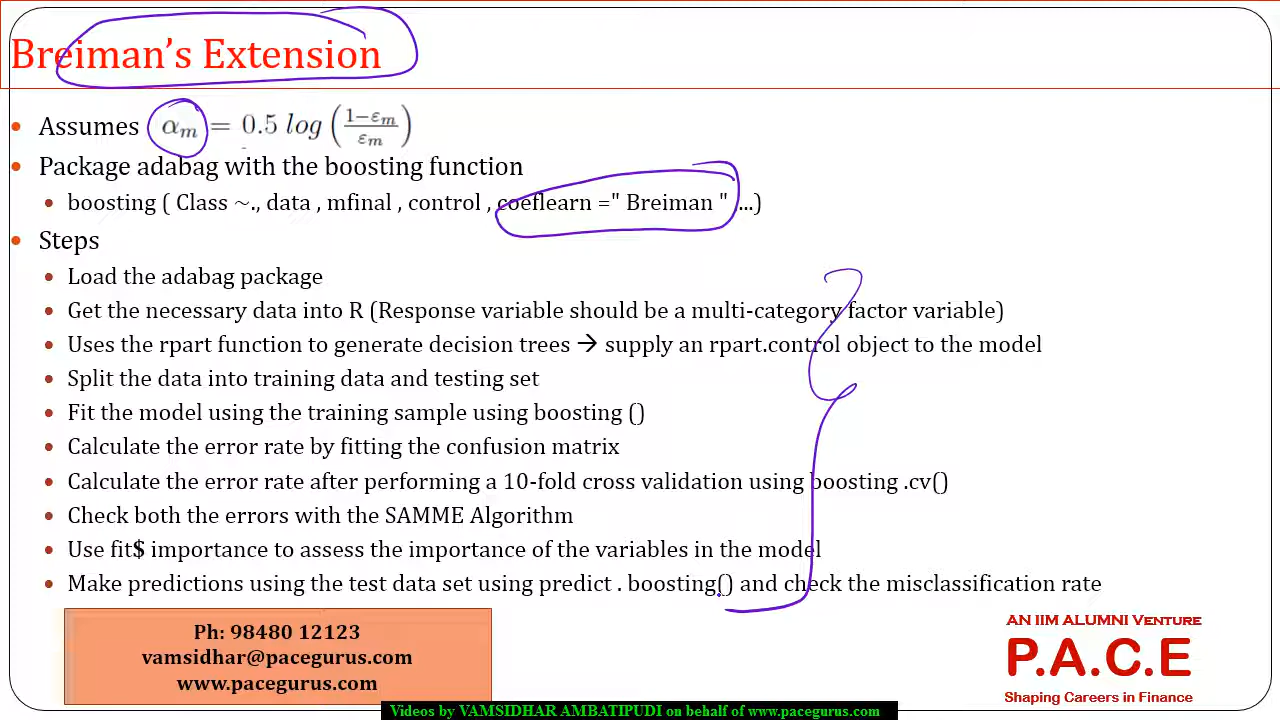 Breiman's Extension
Assumes αm = 0.5 log (1−εm / εm)
Package adabag with the boosting function
boosting ( Class ~., data , mfinal , control , coeflearn =" Breiman " ...)
Steps
Load the adabag package
Get the necessary data into R (Response variable should be a multi-category factor variable)
Uses the rpart function to generate decision trees → supply an rpart.control object to the model
Split the data into training data and testing set
Fit the model using the training sample using boosting ()
Calculate the error rate by fitting the confusion matrix
Calculate the error rate after performing a 10-fold cross validation using boosting .cv()
Check both the errors with the SAMME Algorithm
Use fit$ importance to assess the importance of the variables in the model
Make predictions using the test data set using predict . boosting() and check the misclassification rate
Ph: 98480 12123
vamsidhar@pacegurus.com
www.pacegurus.com
AN IIM ALUMNI VENTURE
P.A.C.E
Shaping Careers in Finance
Videos by VAMSIDHAR AMBATIPUDI on behalf of www.pacegurus.com